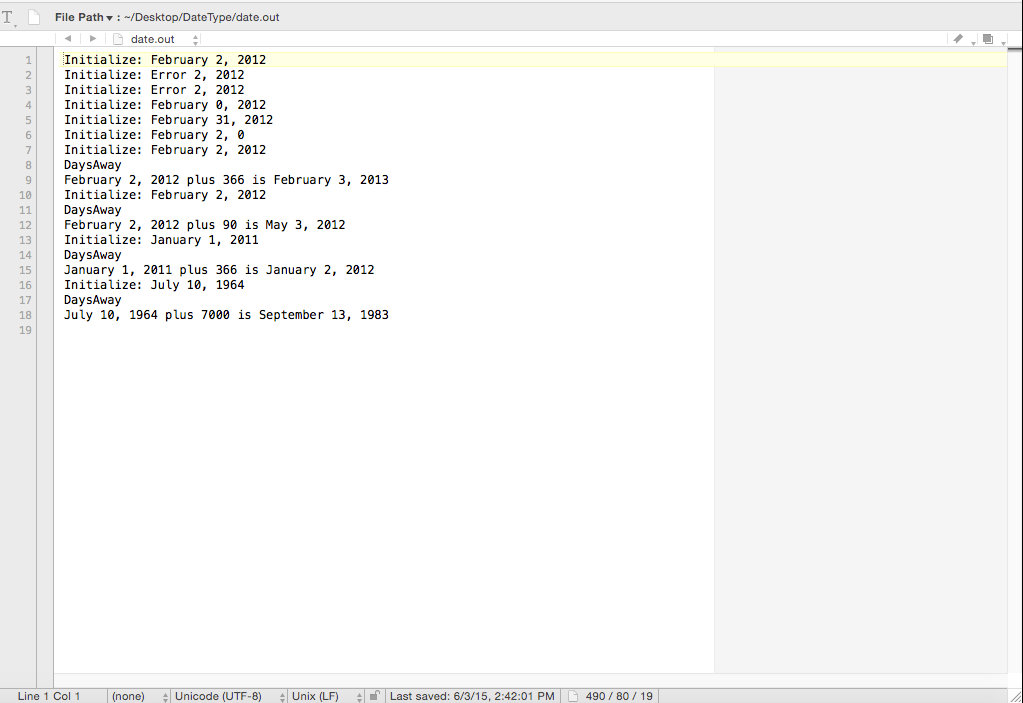 T File Path ▾ : ~/Desktop/DateType/date.out
date.out
1 Initialize: February 2, 2012
2 Initialize: Error 2, 2012
3 Initialize: Error 2, 2012
4 Initialize: February 0, 2012
5 Initialize: February 31, 2012
6 Initialize: February 2, 0
7 Initialize: February 2, 2012
8 DaysAway
9 February 2, 2012 plus 366 is February 3, 2013
10 Initialize: February 2, 2012
11 DaysAway
12 February 2, 2012 plus 90 is May 3, 2012
13 Initialize: January 1, 2011
14 DaysAway
15 January 1, 2011 plus 366 is January 2, 2012
16 Initialize: July 10, 1964
17 DaysAway
18 July 10, 1964 plus 7000 is September 13, 1983
19
Line 1 Col 1 (none) Unicode (UTF-8) Unix (LF) Last saved: 6/3/15, 2:42:01 PM 490 / 80 / 19